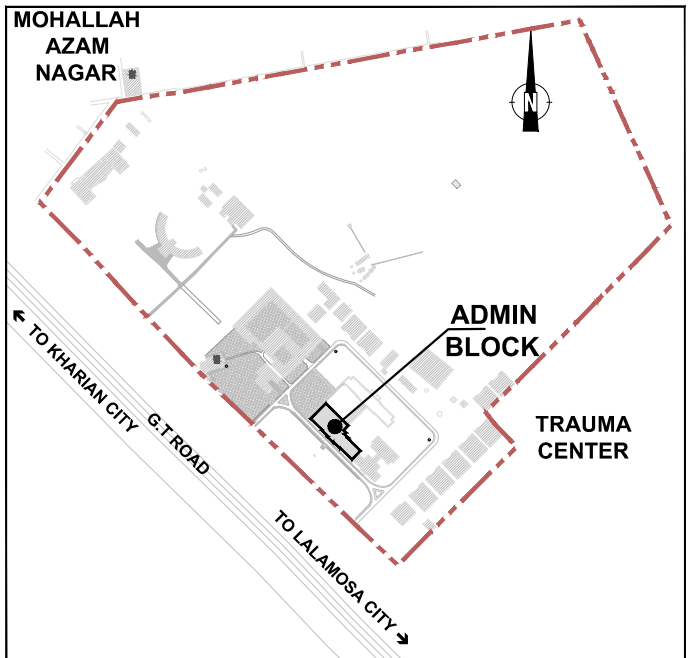 MOHALLAH
AZAM
NAGAR
N
ADMIN
BLOCK
TO KHARIAN CITY
G.T ROAD
TRAUMA
CENTER
TO LALAMOSA CITY